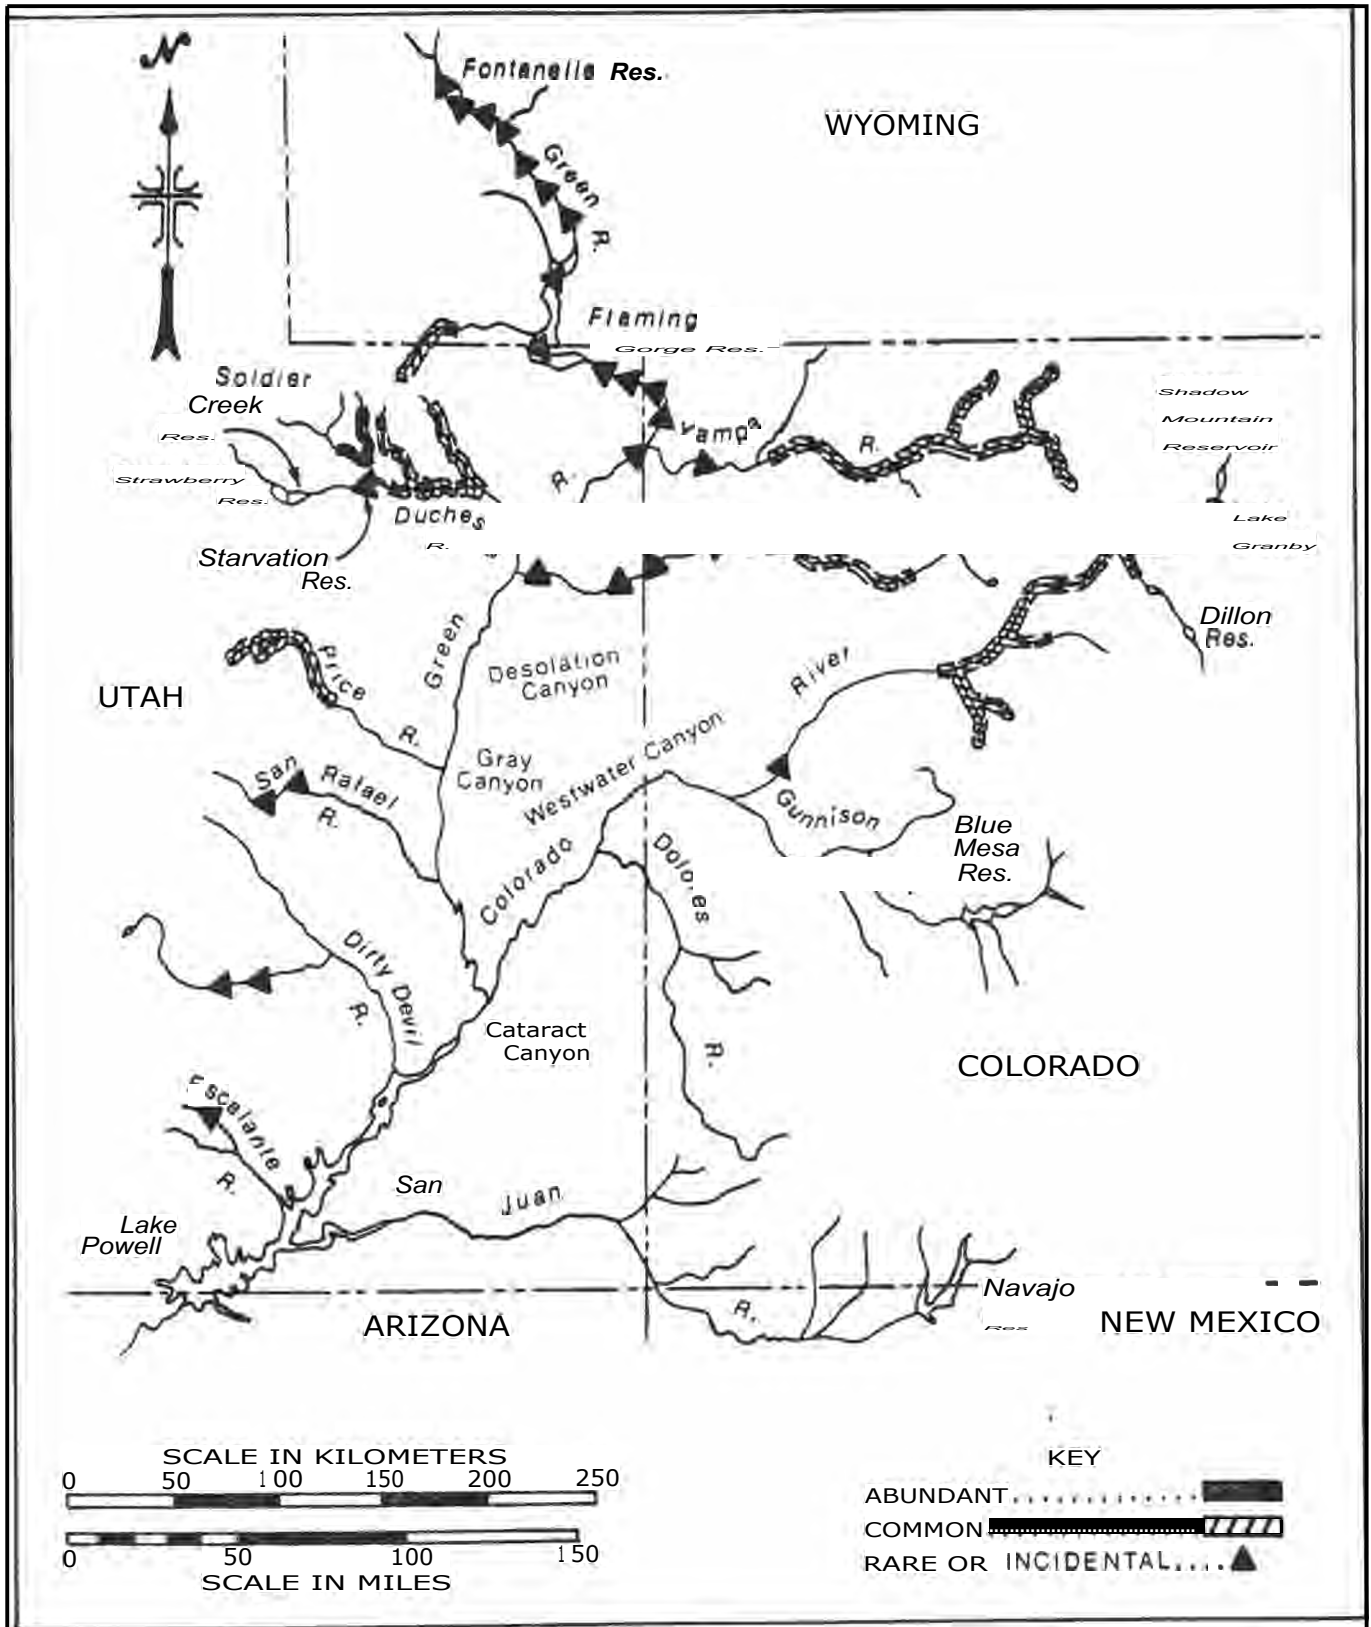 N
Fontanelle Res.
WYOMING
Green
R.
Flaming
Gorge Res.
Soldier
Creek
Res.
Strawberry
Res.
Yampa
R.
R.
Shadow
Mountain
Reservoir
Duches
R.
Lake
Granby
Starvation
Res.
Dillon
Res.
UTAH
Price
R.
Green
Desolation
Canyon
River
Gray
Canyon
Westwater Canyon
San Rafael
R.
Gunnison
Blue
Mesa
Res.
Colorado
Dolores
R.
Dirty Devil
R.
Cataract
Canyon
COLORADO
Escalante
R.
San Juan
R.
Lake
Powell
Navajo
Res
ARIZONA
NEW MEXICO
SCALE IN KILOMETERS
0 50 100 150 200 250
0 50 100 150
SCALE IN MILES
KEY
ABUNDANT
COMMON
RARE OR INCIDENTAL